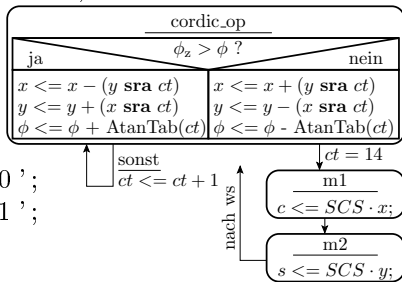 cordic_op
ϕz > ϕ ?
ja
nein
x <= x − (y sra ct)
y <= y + (x sra ct)
ϕ <= ϕ + AtanTab(ct)
x <= x + (y sra ct)
y <= y − (x sra ct)
ϕ <= ϕ - AtanTab(ct)
sonst
ct <= ct + 1
ct = 14
0 ';
1 ';
nach ws
m1
c <= SCS · x;
m2
s <= SCS · y;